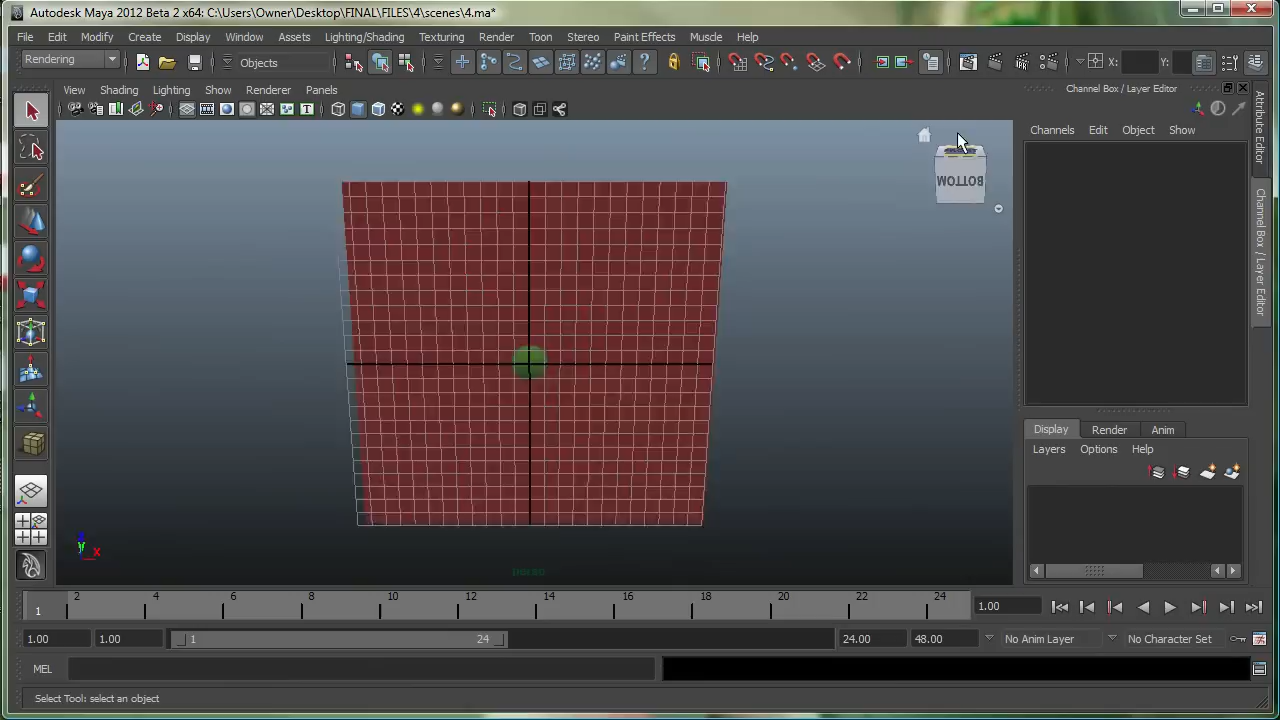 Autodesk Maya 2012 Beta 2 x64: C:\Users\Owner\Desktop\FINAL\FILES\4\scenes\4.ma*
File Edit Modify Create Display Window Assets Lighting/Shading Texturing Render Toon Stereo Paint Effects Muscle Help
Rendering Objects X: Y:
View Shading Lighting Show Renderer Panels
Channel Box / Layer Editor
Channels Edit Object Show
Attribute Editor
Channel Box / Layer Editor
BOTTOM
Display Render Anim
Layers Options Help
y x
2 4 6 8 10 12 14 16 18 20 22 24
1 1.00
1.00 1.00 1 24 24.00 48.00 No Anim Layer No Character Set
MEL
Select Tool: select an object